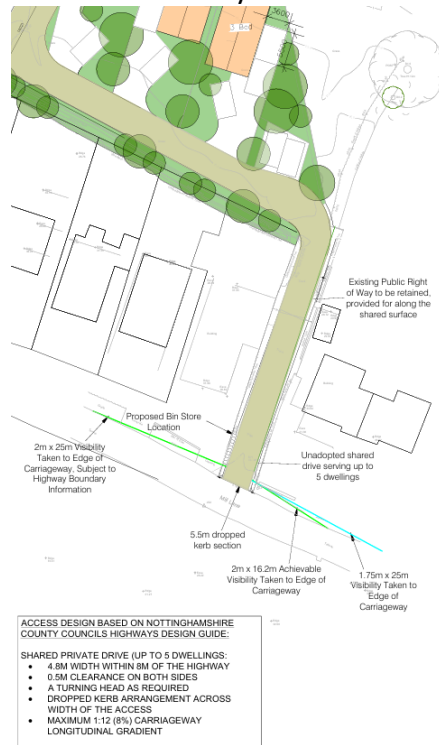 3600
3 Bed
Existing Public Right
of Way to be retained,
provided for along the
shared surface
Proposed Bin Store
Location
2m x 25m Visibility
Taken to Edge of
Carriageway, Subject to
Highway Boundary
Information
Unadopted shared
drive serving up to
5 dwellings
5.5m dropped
kerb section
2m x 16.2m Achievable
Visibility Taken to Edge of
Carriageway
1.75m x 25m
Visibility Taken to
Edge of
Carriageway
ACCESS DESIGN BASED ON NOTTINGHAMSHIRE
COUNTY COUNCILS HIGHWAYS DESIGN GUIDE:
SHARED PRIVATE DRIVE (UP TO 5 DWELLINGS:
• 4.8M WIDTH WITHIN 8M OF THE HIGHWAY
• 0.5M CLEARANCE ON BOTH SIDES
• A TURNING HEAD AS REQUIRED
• DROPPED KERB ARRANGEMENT ACROSS
WIDTH OF THE ACCESS
• MAXIMUM 1:12 (8%) CARRIAGEWAY
LONGITUDINAL GRADIENT